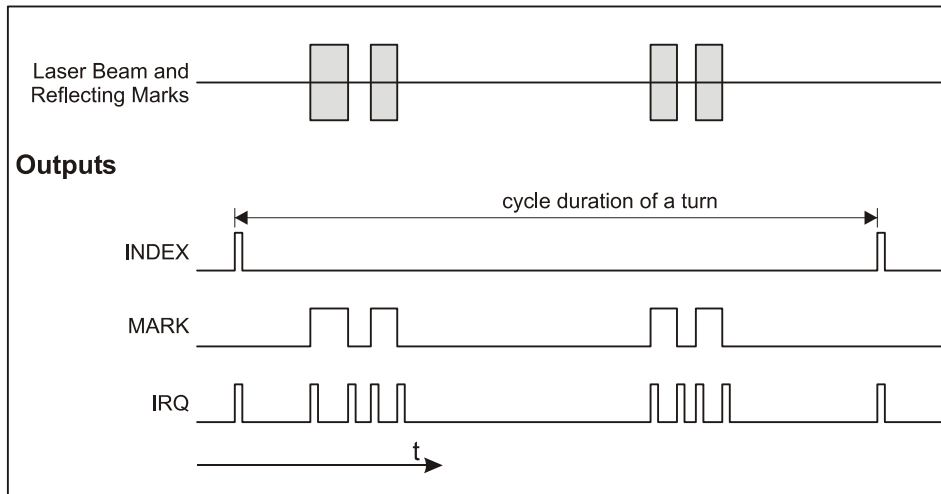 Laser Beam and
Reflecting Marks
Outputs
cycle duration of a turn
INDEX
MARK
IRQ
t